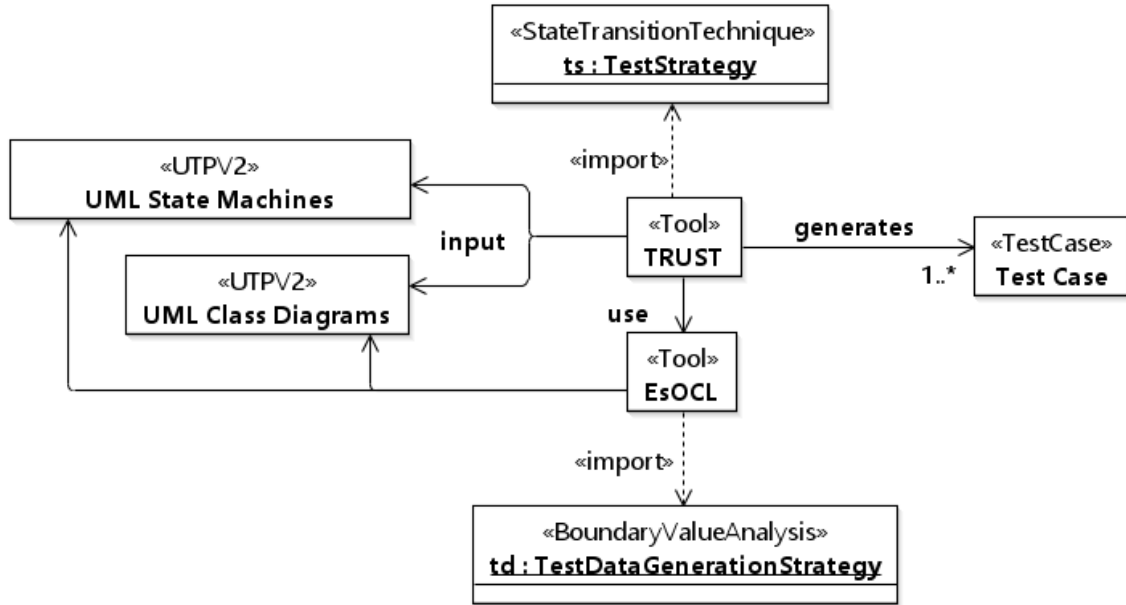 «StateTransitionTechnique»
ts : TestStrategy
«import»
«UTPV2»
UML State Machines
«Tool»
TRUST
generates
1..*
«TestCase»
Test Case
input
«UTPV2»
UML Class Diagrams
use
«Tool»
EsOCL
«import»
«BoundaryValueAnalysis»
td : TestDataGenerationStrategy